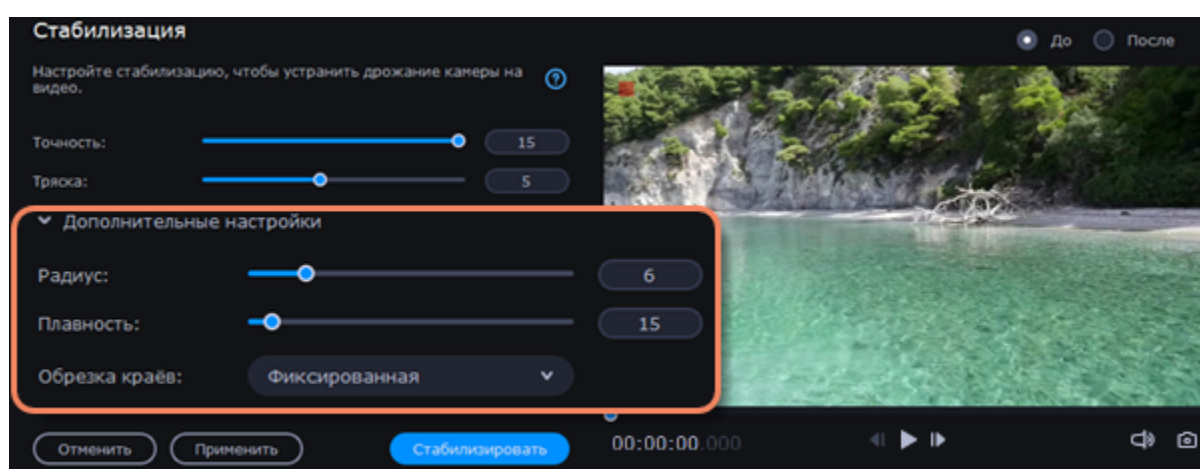 Стабилизация
До
После
Настройте стабилизацию, чтобы устранить дрожание камеры на
видео.
?
Точность:
15
Тряска:
5
Дополнительные настройки
Радиус:
6
Плавность:
15
Обрезка краёв:
Фиксированная
Отменить
Применить
Стабилизировать
00:00:00.000